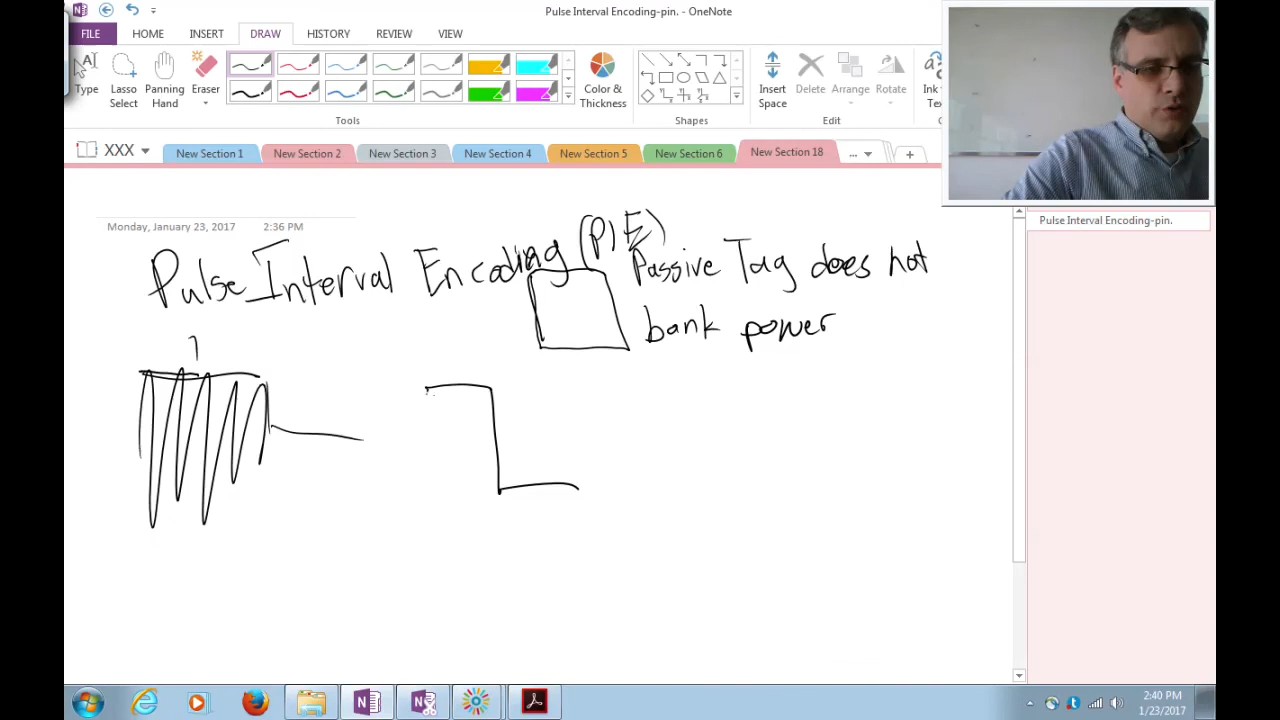 Pulse Interval Encoding-pin. - OneNote
FILE HOME INSERT DRAW HISTORY REVIEW VIEW
Type Lasso Select Panning Hand Eraser Color & Thickness Insert Space Delete Arrange Rotate Ink to
Tools Shapes Edit
XXX New Section 1 New Section 2 New Section 3 New Section 4 New Section 5 New Section 6 New Section 18 ...
Pulse Interval Encoding-pin.
Monday, January 23, 2017 2:36 PM
Pulse Interval Encoding (PIE)
Passive Tag does not
bank power
1
2:40 PM
1/23/2017